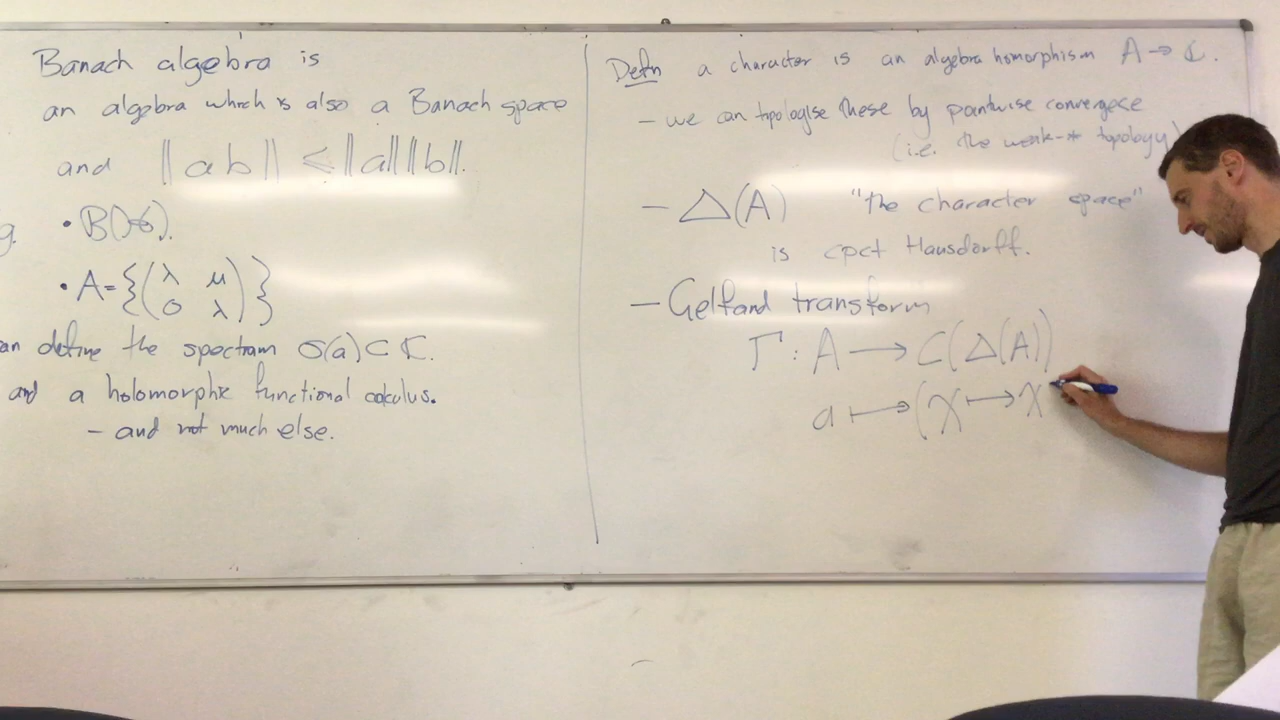 Banach algebra is
an algebra which is also a Banach space
and ‖ab‖ ≤ ‖a‖‖b‖.
g. • B(ℋ).
• A = {(λ μ
0 λ)}
an define the spectrum σ(a) ⊂ ℂ.
and a holomorphic functional calculus.
– and not much else.
Defn a character is an algebra homorphism A → ℂ.
– we can topologise these by pointwise convergece
(i.e. the weak-* topology)
– Δ(A) "the character space"
is cpct Hausdorff.
– Gelfand transform
Γ : A ⟶ C(Δ(A))
a ⟼ (χ ⟼ χ